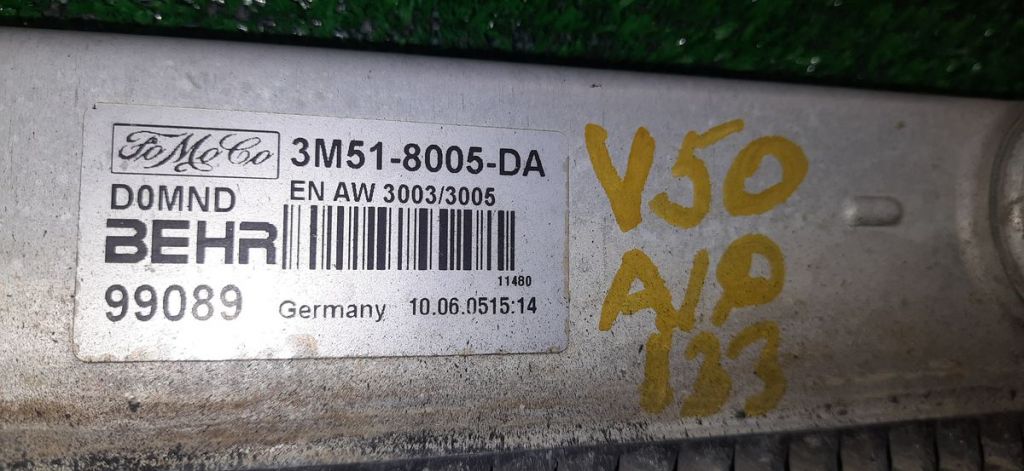 FoMoCo 3M51-8005-DA
D0MND EN AW 3003/3005
BEHR
11480
99089 Germany 10.06.0515:14
V50
A/P
133